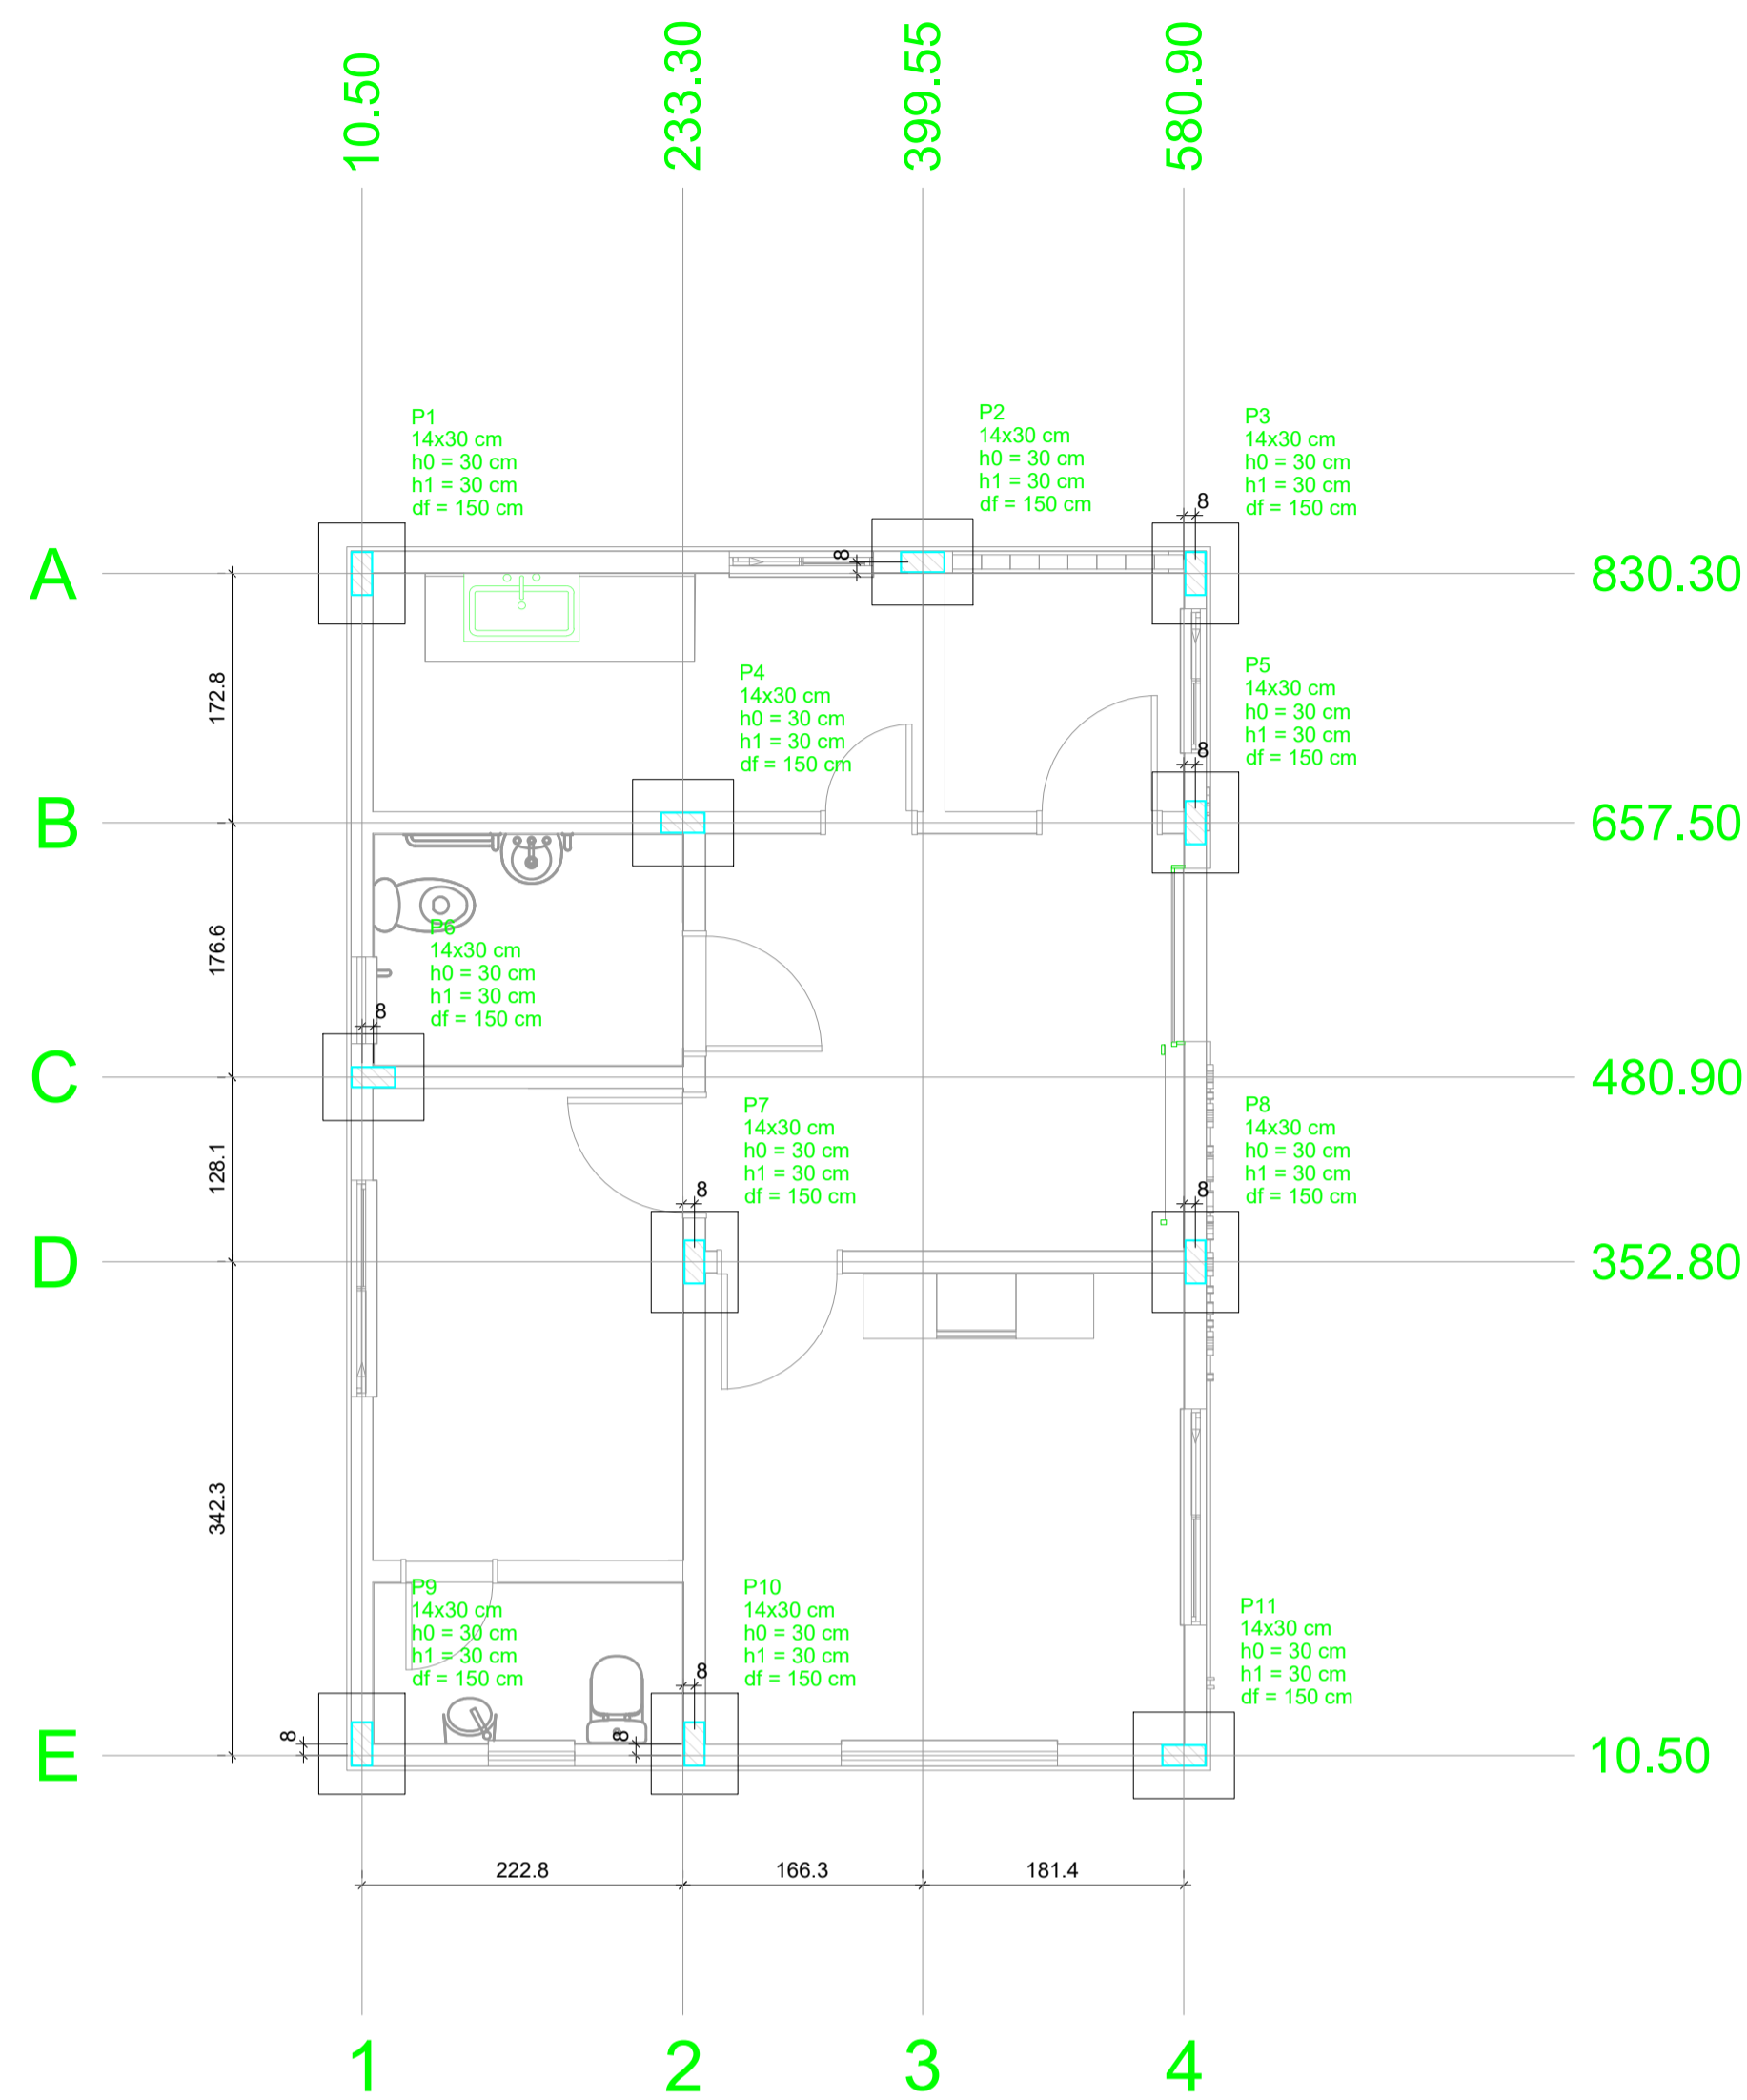 10.50
233.30
399.55
580.90
P1
14x30 cm
h0 = 30 cm
h1 = 30 cm
df = 150 cm
P2
14x30 cm
h0 = 30 cm
h1 = 30 cm
df = 150 cm
P3
14x30 cm
h0 = 30 cm
h1 = 30 cm
df = 150 cm
8
8
A
830.30
172.8
P4
14x30 cm
h0 = 30 cm
h1 = 30 cm
df = 150 cm
P5
14x30 cm
h0 = 30 cm
h1 = 30 cm
df = 150 cm
8
B
657.50
176.6
P6
14x30 cm
h0 = 30 cm
h1 = 30 cm
df = 150 cm
8
C
480.90
128.1
P7
14x30 cm
h0 = 30 cm
h1 = 30 cm
df = 150 cm
8
P8
14x30 cm
h0 = 30 cm
h1 = 30 cm
df = 150 cm
8
D
352.80
342.3
P9
14x30 cm
h0 = 30 cm
h1 = 30 cm
df = 150 cm
P10
14x30 cm
h0 = 30 cm
h1 = 30 cm
df = 150 cm
8
P11
14x30 cm
h0 = 30 cm
h1 = 30 cm
df = 150 cm
8
8
E
10.50
222.8
166.3
181.4
1
2
3
4